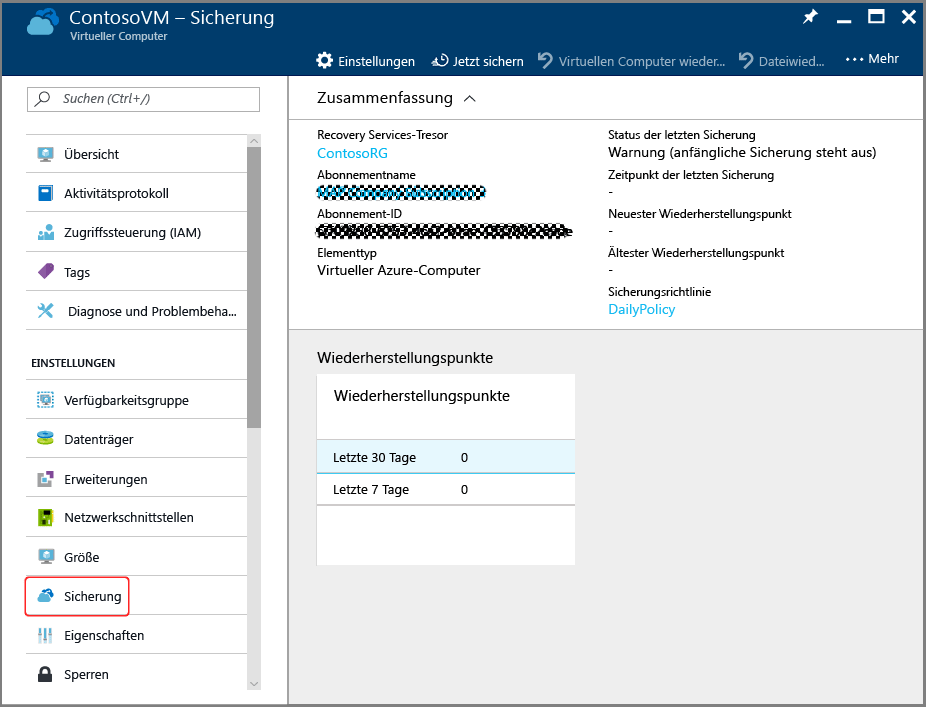 ContosoVM – Sicherung
Virtueller Computer
Einstellungen
Jetzt sichern
Virtuellen Computer wieder...
Dateiwied...
Mehr
Suchen (Ctrl+/)
Übersicht
Aktivitätsprotokoll
Zugriffssteuerung (IAM)
Tags
Diagnose und Problembeha...
EINSTELLUNGEN
Verfügbarkeitsgruppe
Datenträger
Erweiterungen
Netzwerkschnittstellen
Größe
Sicherung
Eigenschaften
Sperren
Zusammenfassung
Recovery Services-Tresor
ContosoRG
Abonnementname
Abonnement-ID
Elementtyp
Virtueller Azure-Computer
Status der letzten Sicherung
Warnung (anfängliche Sicherung steht aus)
Zeitpunkt der letzten Sicherung
-
Neuester Wiederherstellungspunkt
-
Ältester Wiederherstellungspunkt
-
Sicherungsrichtlinie
DailyPolicy
Wiederherstellungspunkte
Wiederherstellungspunkte
Letzte 30 Tage 0
Letzte 7 Tage 0